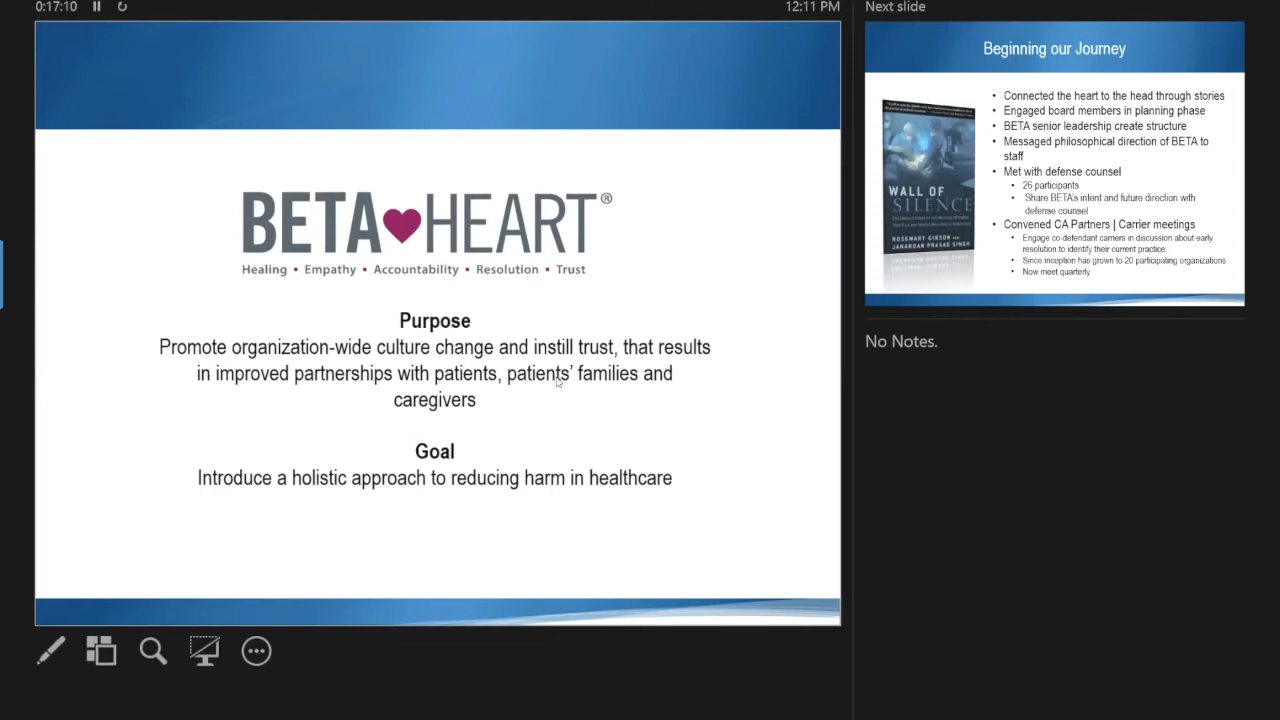 0:17:10
12:11 PM
Next slide
BETA HEART®
Healing • Empathy • Accountability • Resolution • Trust
Purpose
Promote organization-wide culture change and instill trust, that results
in improved partnerships with patients, patients’ families and
caregivers
Goal
Introduce a holistic approach to reducing harm in healthcare
Beginning our Journey
• Connected the heart to the head through stories
• Engaged board members in planning phase
• BETA senior leadership create structure
• Messaged philosophical direction of BETA to
staff
• Met with defense counsel
• 26 participants
• Share BETA's intent and future direction with
defense counsel
• Convened CA Partners | Carrier meetings
• Engage co-defendant carriers in discussion about early
resolution to identify their current practice
• Since inception has grown to 20 participating organizations
• Now meet quarterly
WALL OF
SILENCE
ROSEMARY GIBSON AND
JANARDAN PRASAD SINGH
No Notes.